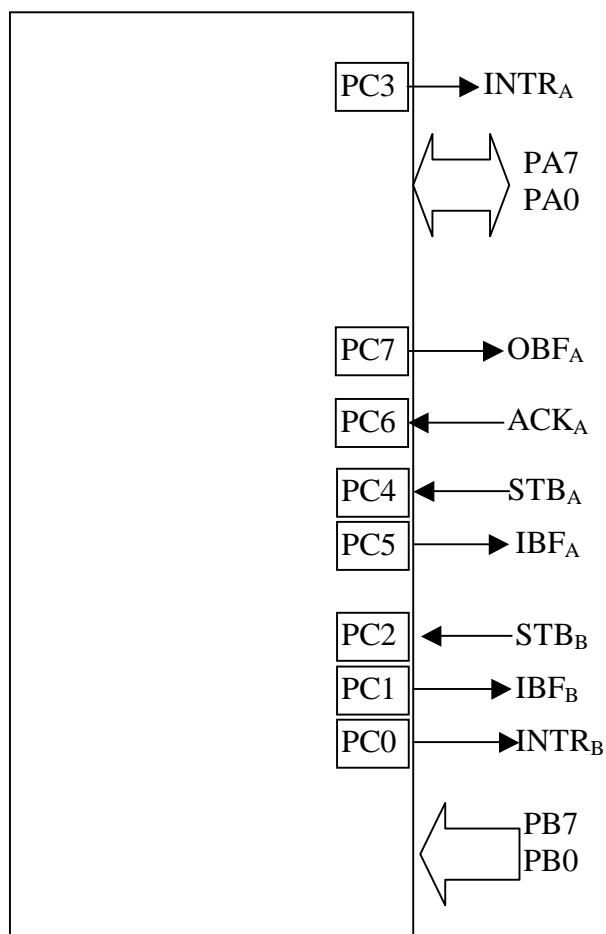 PC3 INTRA
PA7
PA0
PC7 OBFA
PC6 ACKA
PC4 STBA
PC5 IBFA
PC2 STBB
PC1 IBFB
PC0 INTRB
PB7
PB0